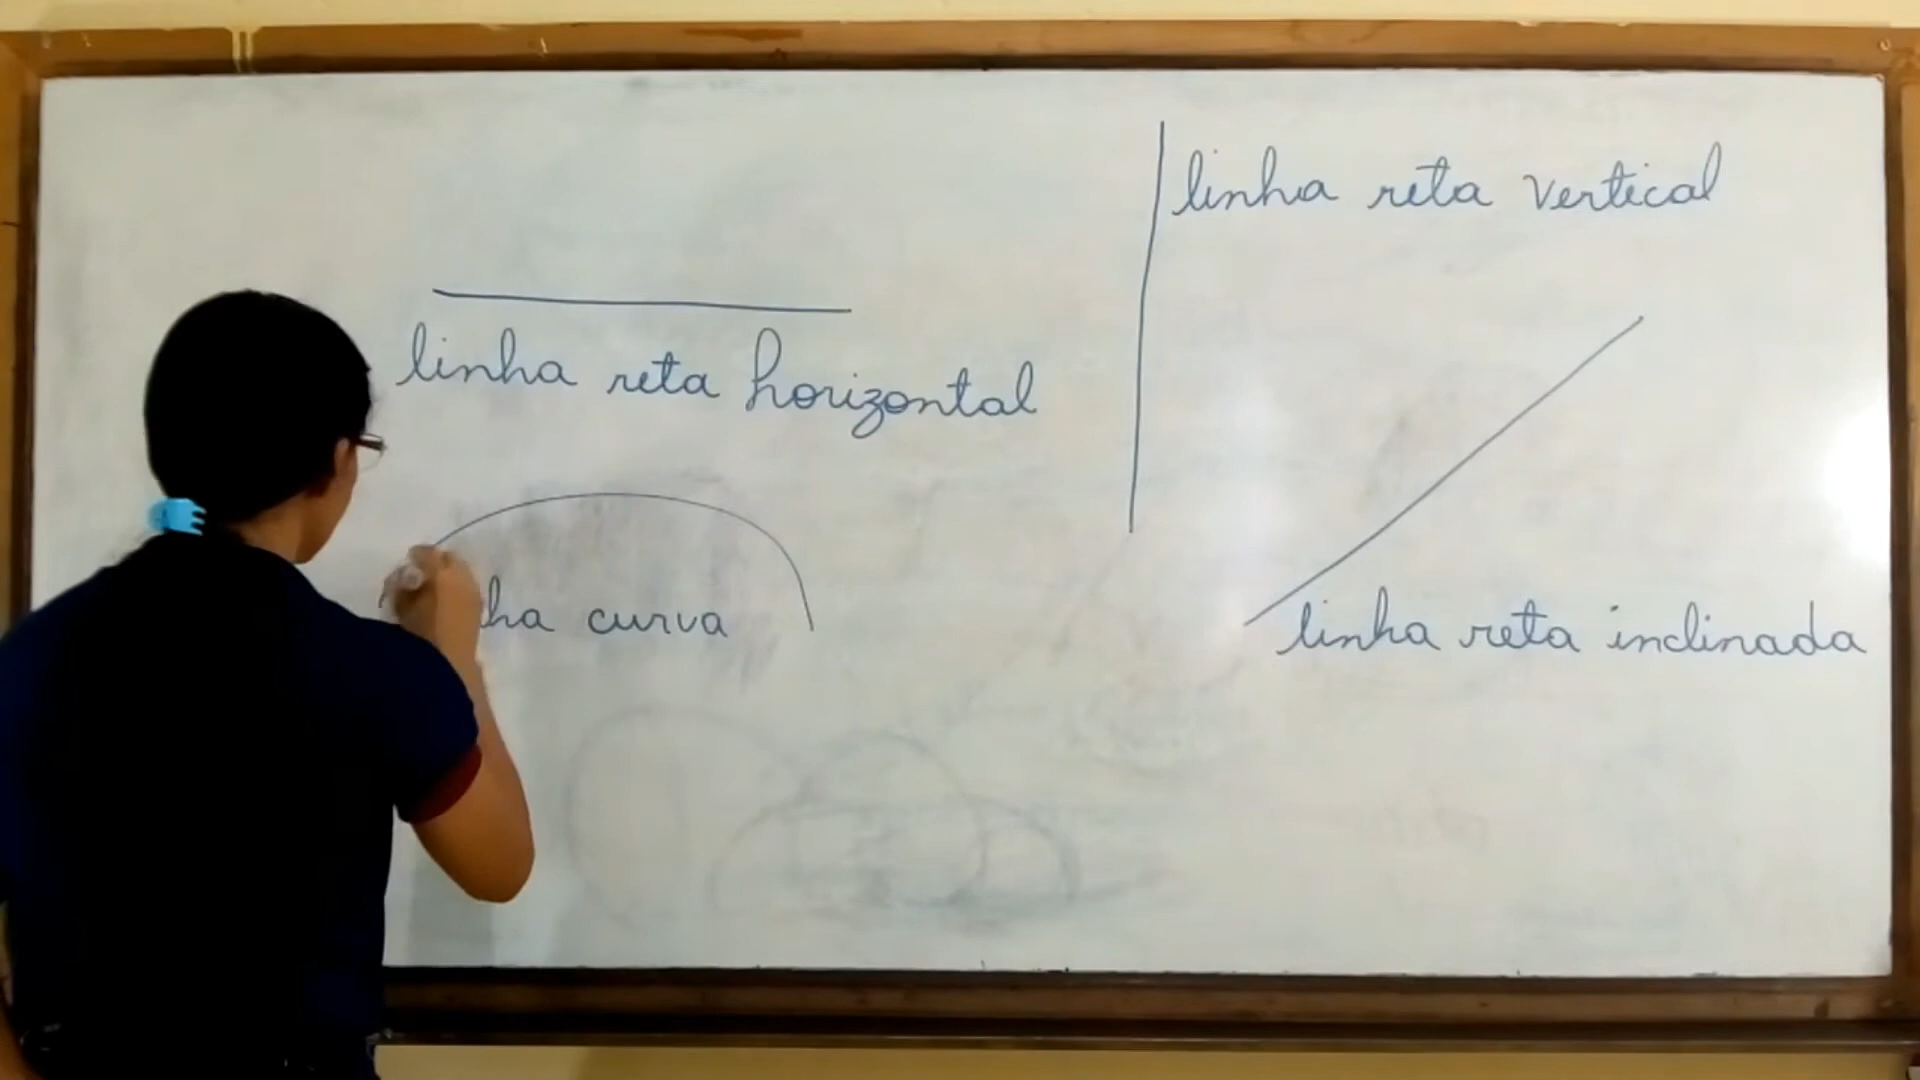 linha reta vertical
linha reta horizontal
curva
linha reta inclinada